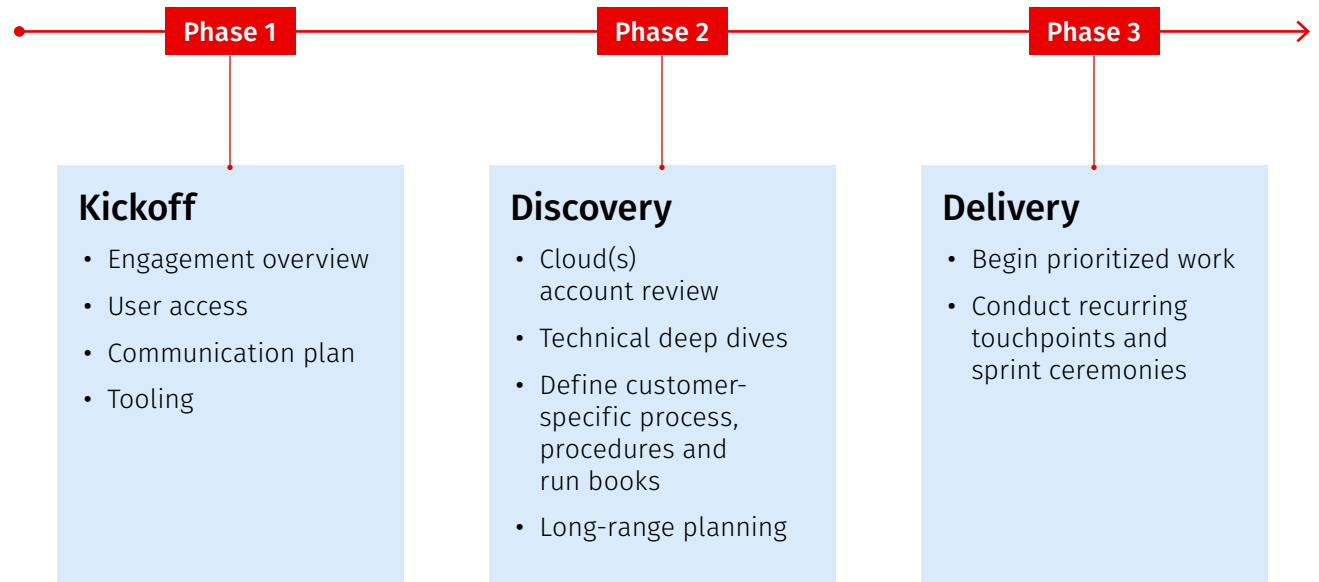 Phase 1
Phase 2
Phase 3
Kickoff
• Engagement overview
• User access
• Communication plan
• Tooling
Discovery
• Cloud(s)
account review
• Technical deep dives
• Define customer-
specific process,
procedures and
run books
• Long-range planning
Delivery
• Begin prioritized work
• Conduct recurring
touchpoints and
sprint ceremonies